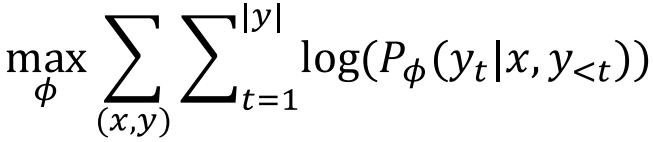 max_ϕ ∑_(x,y) ∑_{t=1}^{|y|} log(P_ϕ(y_t|x, y_{<t}))